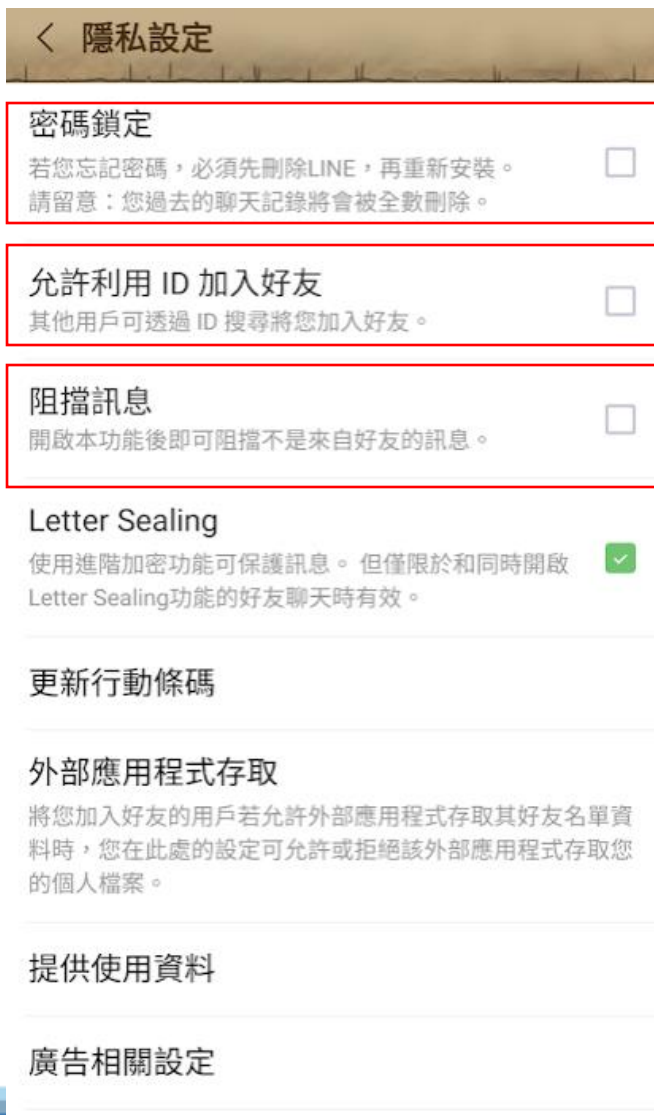 隱私設定
密碼鎖定
若您忘記密碼，必須先刪除LINE，再重新安裝。
請留意：您過去的聊天記錄將會被全數刪除。
允許利用 ID 加入好友
其他用戶可透過 ID 搜尋將您加入好友。
阻擋訊息
開啟本功能後即可阻擋不是來自好友的訊息。
Letter Sealing
使用進階加密功能可保護訊息。 但僅限於和同時開啟
Letter Sealing功能的好友聊天時有效。
更新行動條碼
外部應用程式存取
將您加入好友的用戶若允許外部應用程式存取其好友名單資
料時，您在此處的設定可允許或拒絕該外部應用程式存取您
的個人檔案。
提供使用資料
廣告相關設定